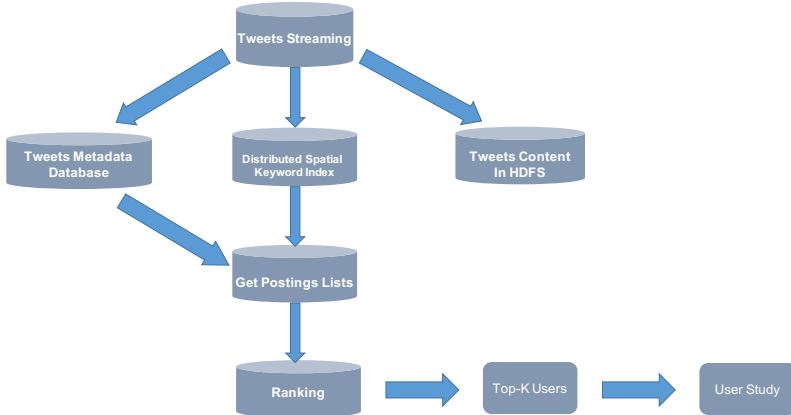 Tweets Streaming
Tweets Metadata
Database
Distributed Spatial
Keyword Index
Tweets Content
In HDFS
Get Postings Lists
Ranking
Top-K Users
User Study